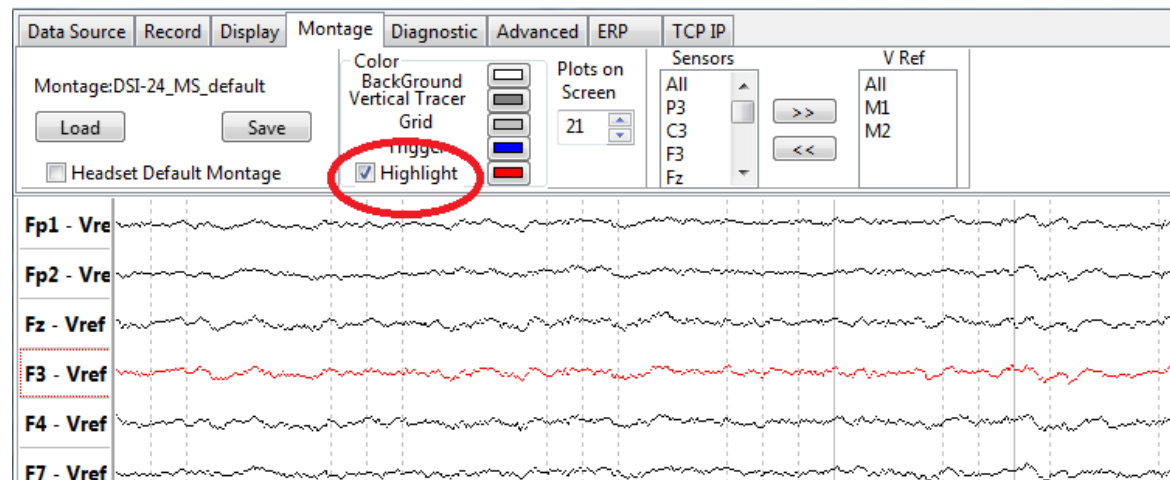 Data Source Record Display Montage Diagnostic Advanced ERP TCP IP
Montage:DSI-24_MS_default
Load Save
Headset Default Montage
Color
BackGround
Vertical Tracer
Grid
Trigger
Highlight
Plots on
Screen
21
Sensors
All
P3
C3
F3
Fz
>>
<<
V Ref
All
M1
M2
Fp1 - Vre
Fp2 - Vre
Fz - Vref
F3 - Vref
F4 - Vref
F7 - Vref